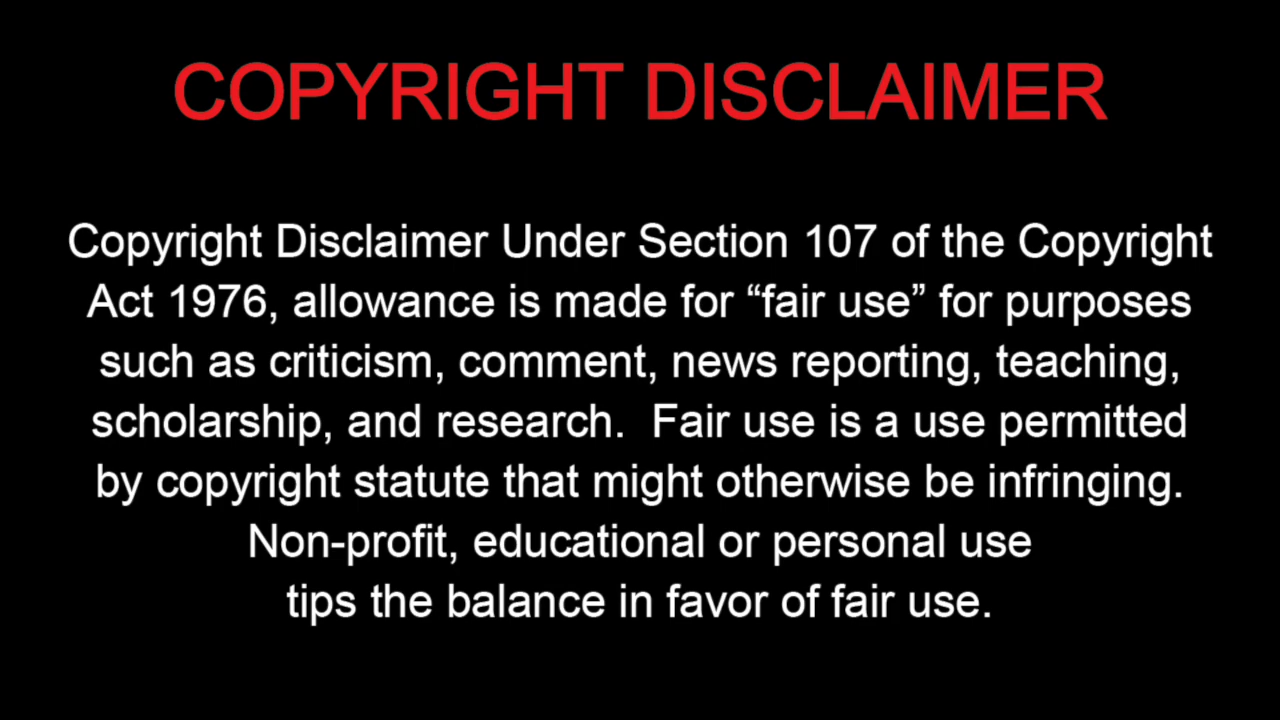 COPYRIGHT DISCLAIMER
Copyright Disclaimer Under Section 107 of the Copyright
Act 1976, allowance is made for “fair use” for purposes
such as criticism, comment, news reporting, teaching,
scholarship, and research.  Fair use is a use permitted
by copyright statute that might otherwise be infringing.
Non-profit, educational or personal use
tips the balance in favor of fair use.